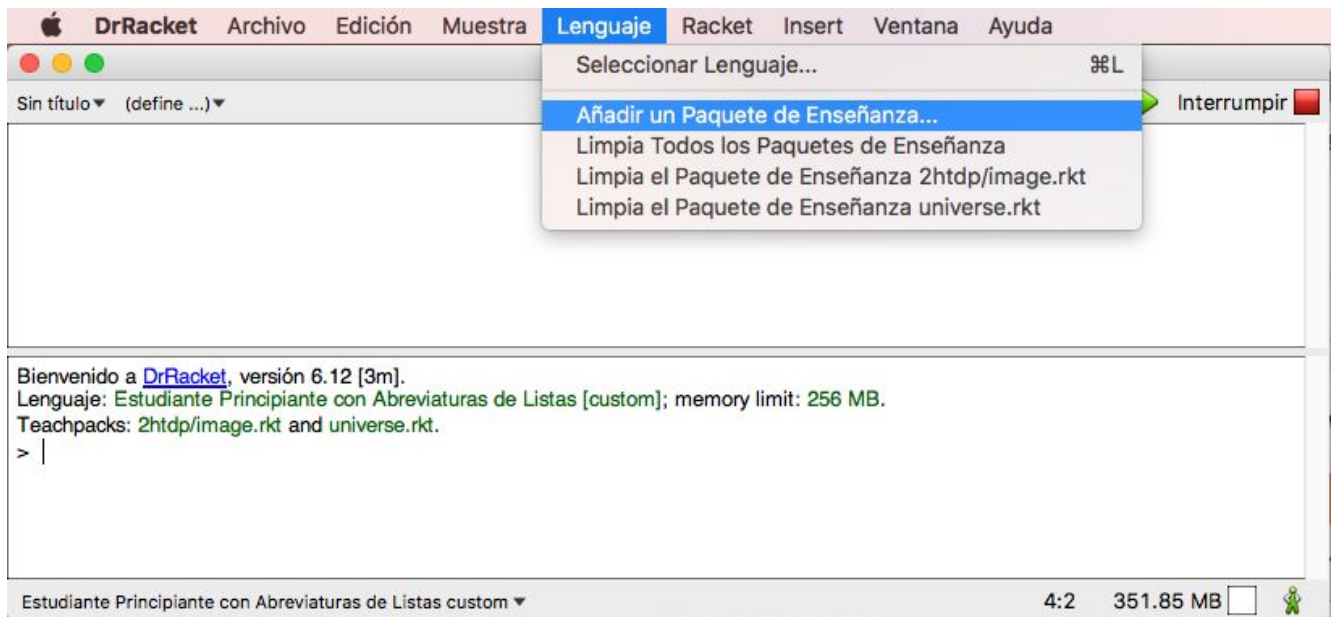 DrRacket Archivo Edición Muestra Lenguaje Racket Insert Ventana Ayuda
Seleccionar Lenguaje... ⌘L
Sin título▾ (define ...)▾ Interrumpir
Añadir un Paquete de Enseñanza...
Limpia Todos los Paquetes de Enseñanza
Limpia el Paquete de Enseñanza 2htdp/image.rkt
Limpia el Paquete de Enseñanza universe.rkt
Bienvenido a DrRacket, versión 6.12 [3m].
Lenguaje: Estudiante Principiante con Abreviaturas de Listas [custom]; memory limit: 256 MB.
Teachpacks: 2htdp/image.rkt and universe.rkt.
>
Estudiante Principiante con Abreviaturas de Listas custom ▾ 4:2 351.85 MB